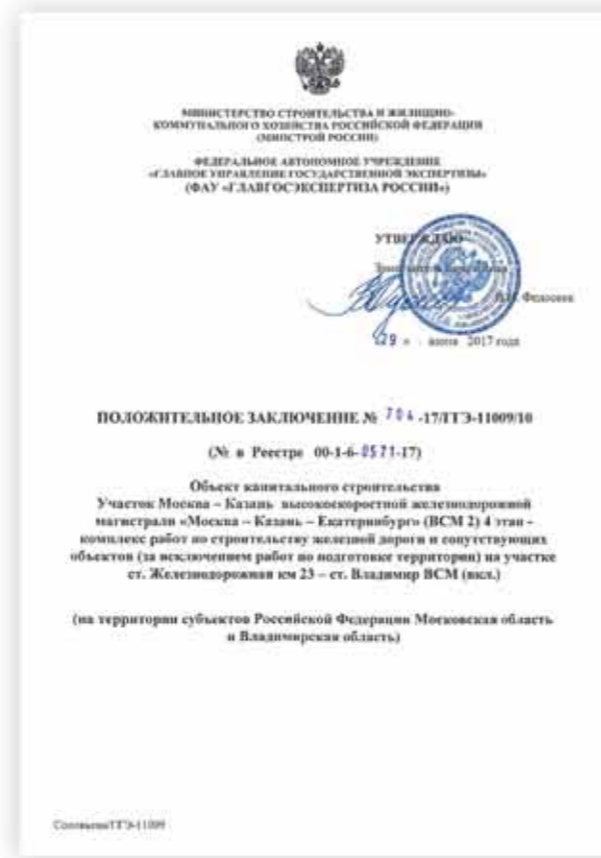 МИНИСТЕРСТВО СТРОИТЕЛЬСТВА И ЖИЛИЩНО-
КОММУНАЛЬНОГО ХОЗЯЙСТВА РОССИЙСКОЙ ФЕДЕРАЦИИ
(МИНСТРОЙ РОССИИ)
ФЕДЕРАЛЬНОЕ АВТОНОМНОЕ УЧРЕЖДЕНИЕ
«ГЛАВНОЕ УПРАВЛЕНИЕ ГОСУДАРСТВЕННОЙ ЭКСПЕРТИЗЫ»
(ФАУ «ГЛАВГОСЭКСПЕРТИЗА РОССИИ»)
УТВЕРЖДАЮ
29 2017 года
ПОЛОЖИТЕЛЬНОЕ ЗАКЛЮЧЕНИЕ № 704 -17/ГГЭ-11009/10
(№ в Реестре 00-1-6-0571-17)
Объект капитального строительства
Участок Москва – Казань высокоскоростной железнодорожной
магистрали «Москва – Казань – Екатеринбург» (ВСМ 2) 4 этап -
комплекс работ по строительству железной дороги и сопутствующих
объектов (за исключением работ по подготовке территории) на участке
ст. Железнодорожная км 23 – ст. Владимир ВСМ (вкл.)
(на территории субъектов Российской Федерации Московская область
и Владимирская область)